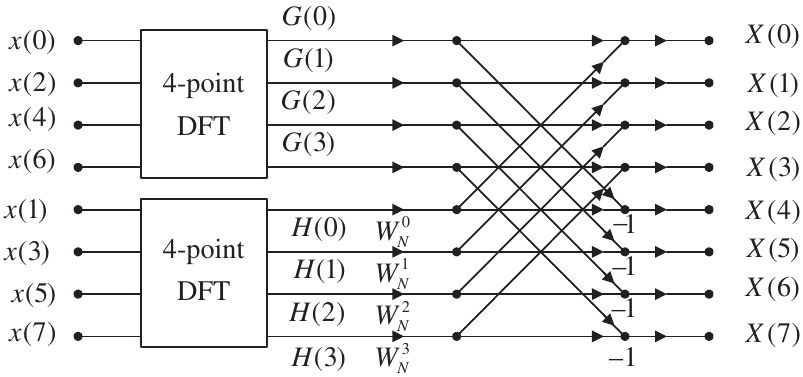 x(0) G(0) X(0)
x(2) G(1) X(1)
x(4) G(2) X(2)
x(6) G(3) X(3)
4-point
DFT
x(1) X(4)
H(0) W_N^0 –1
x(3) X(5)
H(1) W_N^1 –1
x(5) X(6)
H(2) W_N^2 –1
x(7) X(7)
H(3) W_N^3 –1
4-point
DFT